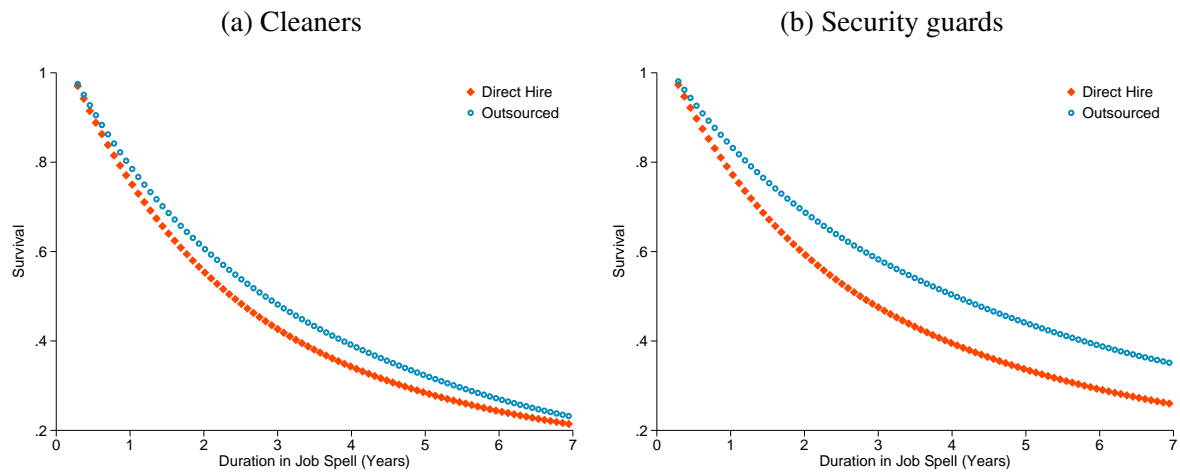 (a) Cleaners
1
.8
.6
.4
.2
Survival
0 1 2 3 4 5 6 7
Duration in Job Spell (Years)
Direct Hire
Outsourced
(b) Security guards
1
.8
.6
.4
.2
Survival
0 1 2 3 4 5 6 7
Duration in Job Spell (Years)
Direct Hire
Outsourced